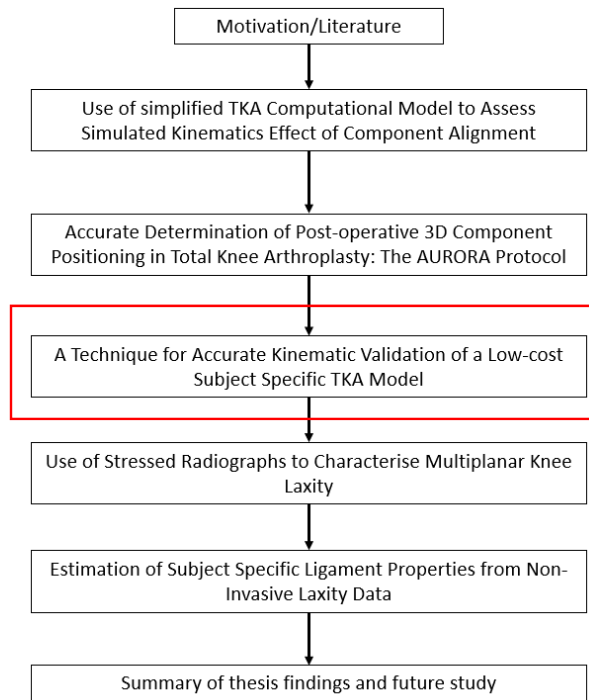 Motivation/Literature
Use of simplified TKA Computational Model to Assess
Simulated Kinematics Effect of Component Alignment
Accurate Determination of Post-operative 3D Component
Positioning in Total Knee Arthroplasty: The AURORA Protocol
A Technique for Accurate Kinematic Validation of a Low-cost
Subject Specific TKA Model
Use of Stressed Radiographs to Characterise Multiplanar Knee
Laxity
Estimation of Subject Specific Ligament Properties from Non-
Invasive Laxity Data
Summary of thesis findings and future study